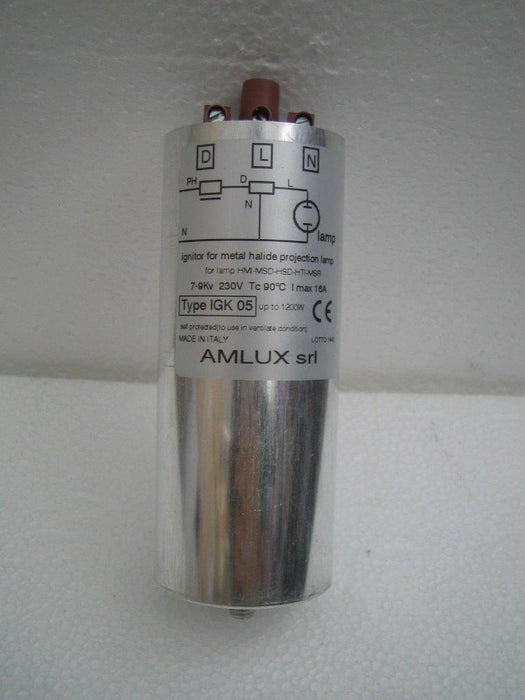 D L N
PH D L
N
N lamp
Ignitor for metal halide projection lamp
for lamp HMI-MSD-HSD-HTI-MSR
7-9Kv 230V Tc 90°C I max 16A
Type IGK 05 up to 1200W CE
self protected(to use in ventilate condition)
MADE IN ITALY LOTTO
AMLUX srl